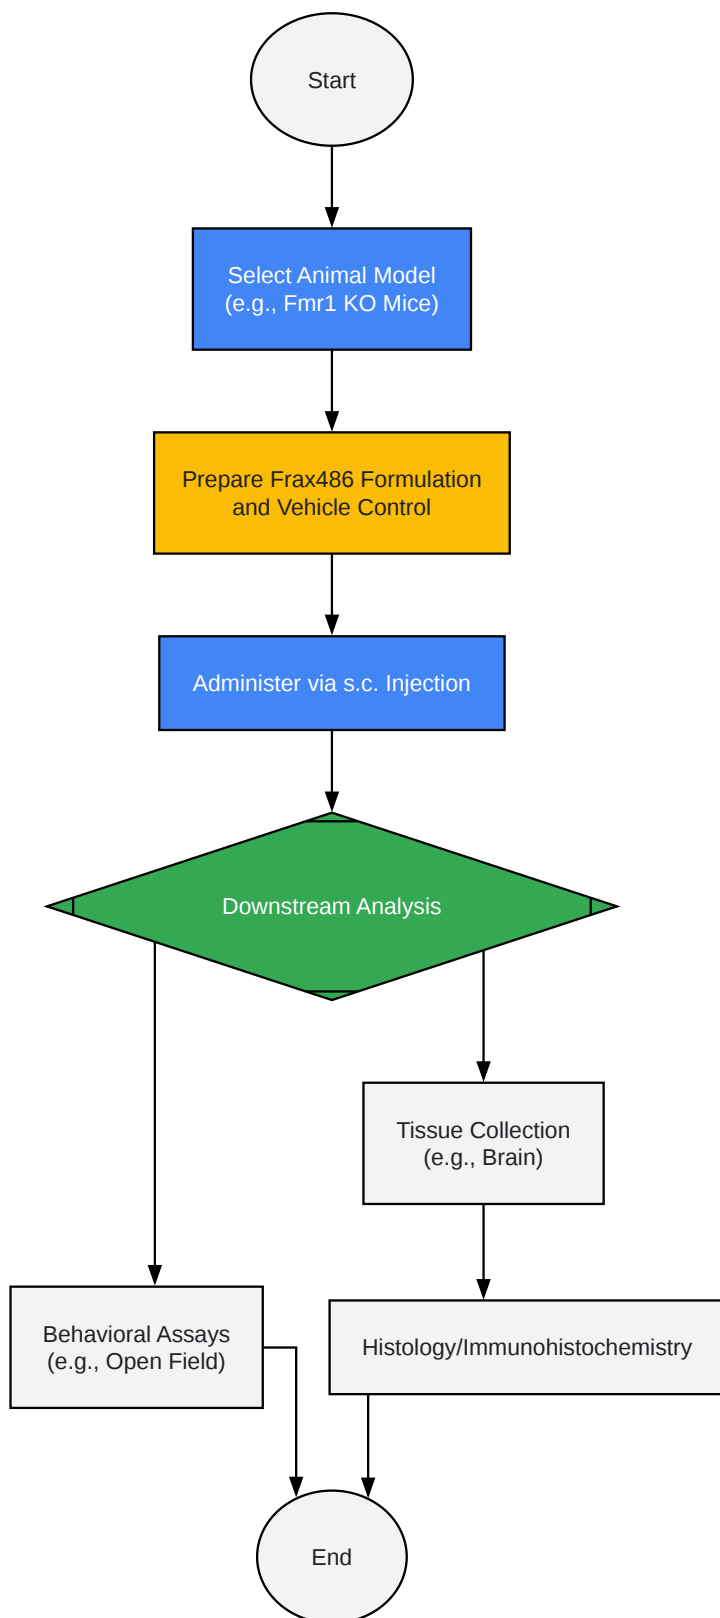 Start
Select Animal Model
(e.g., Fmr1 KO Mice)
Prepare Frax486 Formulation
and Vehicle Control
Administer via s.c. Injection
Downstream Analysis
Tissue Collection
(e.g., Brain)
Behavioral Assays
(e.g., Open Field)
Histology/Immunohistochemistry
End